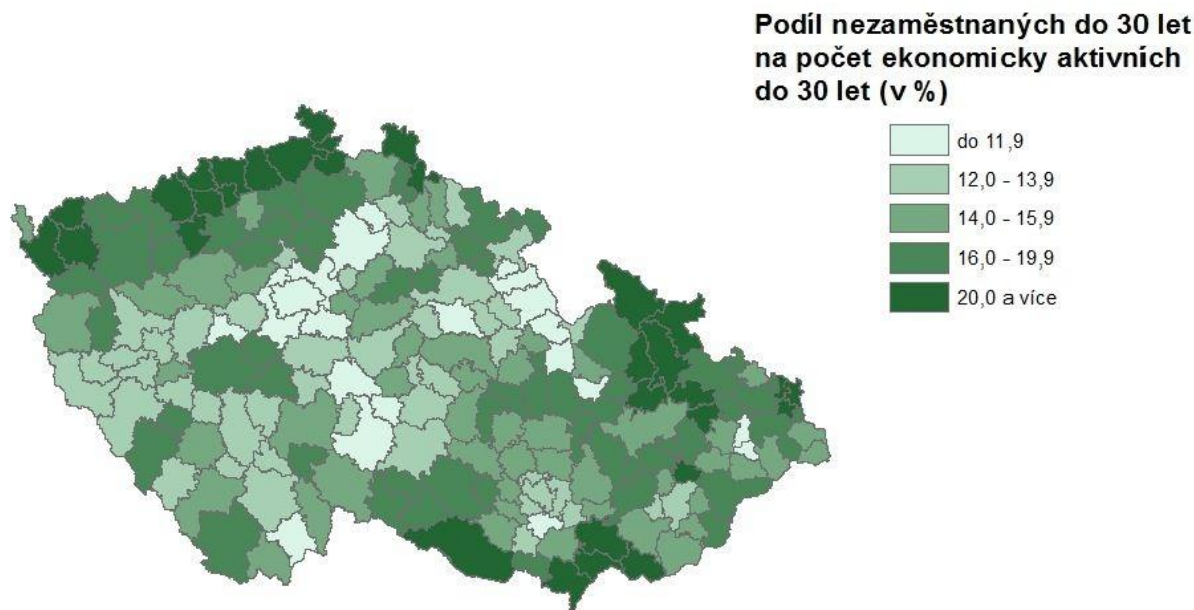 Podíl nezaměstnaných do 30 let
na počet ekonomicky aktivních
do 30 let (v %)
do 11,9
12,0 - 13,9
14,0 - 15,9
16,0 - 19,9
20,0 a více